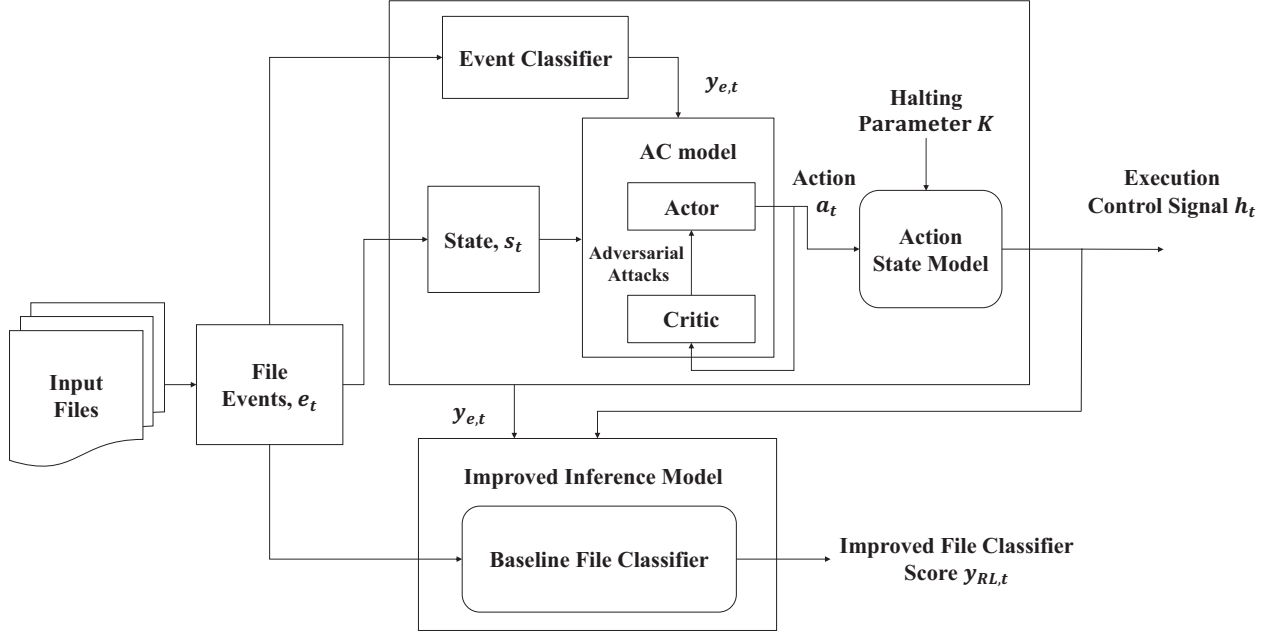 Event Classifier
y_{e,t}
Halting
Parameter K
AC model
Action
a_t
Execution
Control Signal h_t
Actor
State, s_t
Adversarial
Attacks
Action
State Model
Critic
Input
Files
File
Events, e_t
y_{e,t}
Improved Inference Model
Baseline File Classifier
Improved File Classifier
Score y_{RL,t}